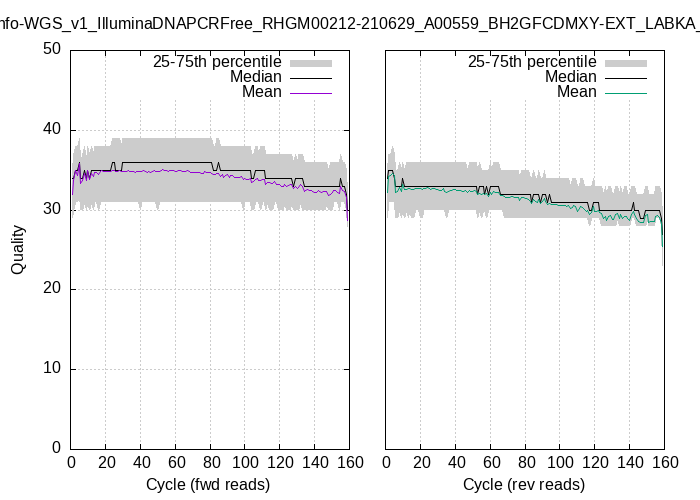 nfo-WGS_v1_IlluminaDNAPCRFree_RHGM00212-210629_A00559_BH2GFCDMXY-EXT_LABKA_
50
40
30
20
10
0
Quality
25-75th percentile
Median
Mean
0 20 40 60 80 100 120 140 160
Cycle (fwd reads)
25-75th percentile
Median
Mean
0 20 40 60 80 100 120 140 160
Cycle (rev reads)